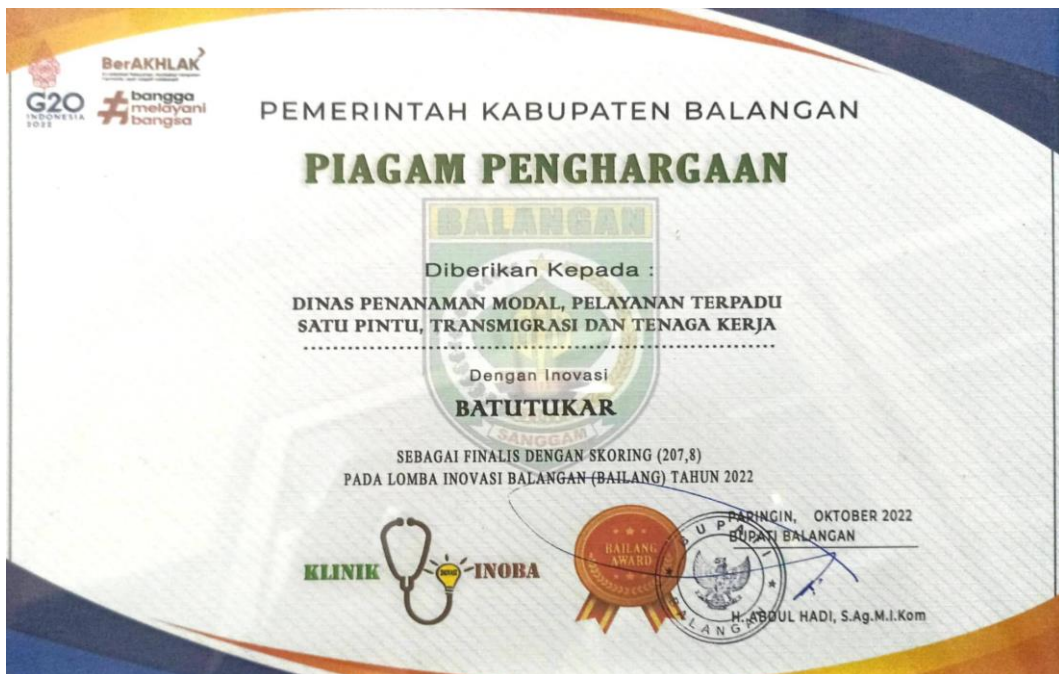 BerAKHLAK
G20
INDONESIA
2022
# bangga
melayani
bangsa
PEMERINTAH KABUPATEN BALANGAN
PIAGAM PENGHARGAAN
BALANGAN
Diberikan Kepada :
DINAS PENANAMAN MODAL, PELAYANAN TERPADU
SATU PINTU, TRANSMIGRASI DAN TENAGA KERJA
Dengan Inovasi
BATUTUKAR
SANGGAM
SEBAGAI FINALIS DENGAN SKORING (207,8)
PADA LOMBA INOVASI BALANGAN (BAILANG) TAHUN 2022
PARINGIN, OKTOBER 2022
BUPATI BALANGAN
KLINIK
INOBA
BAILANG
AWARD
BUPATI
BALANGAN
H. ABDUL HADI, S.Ag.M.I.Kom